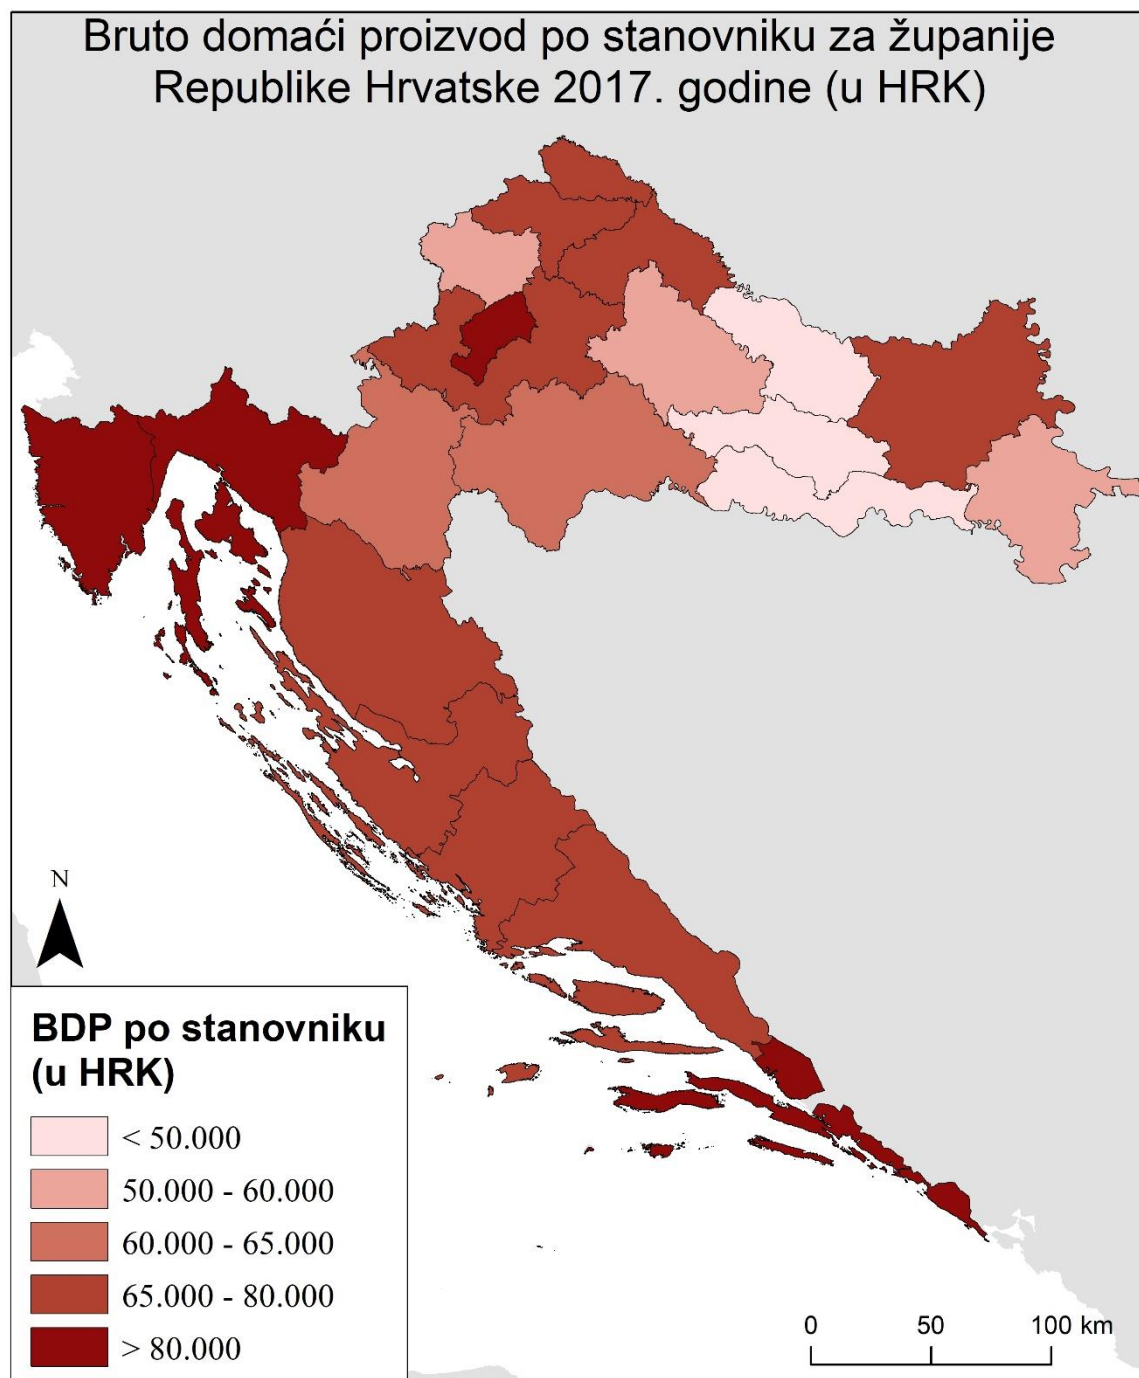 Bruto domaći proizvod po stanovniku za županije
Republike Hrvatske 2017. godine (u HRK)
N
BDP po stanovniku
(u HRK)
< 50.000
50.000 - 60.000
60.000 - 65.000
65.000 - 80.000
> 80.000
0 50 100 km